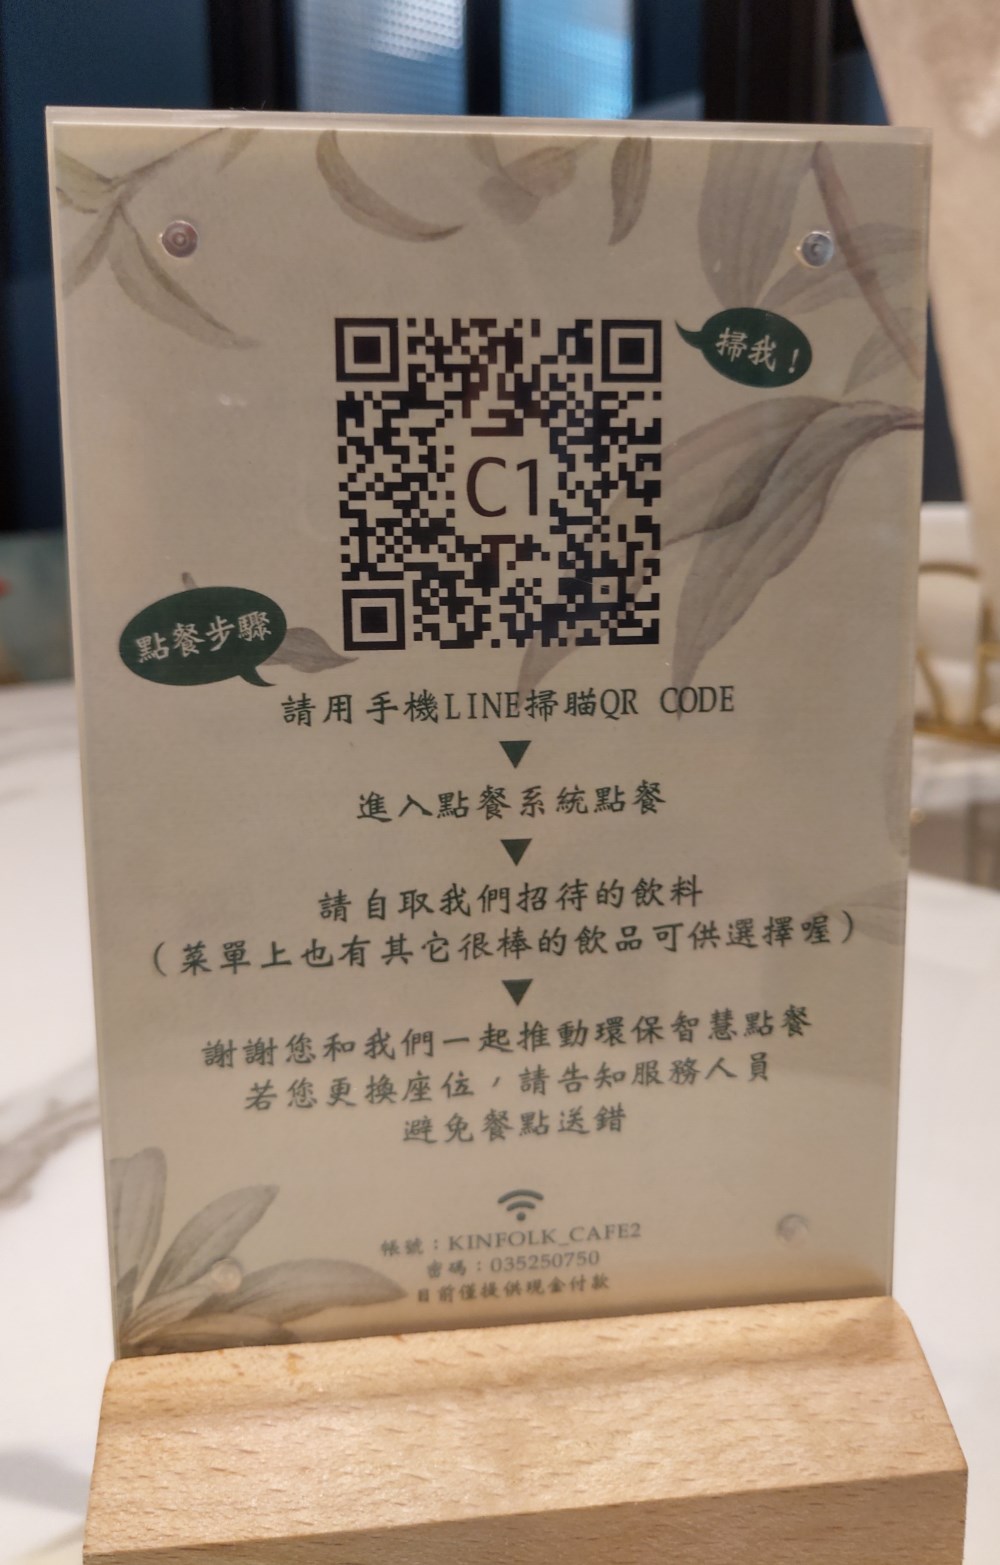 掃我！
C1
點餐步驟
請用手機LINE掃瞄QR CODE
▼
進入點餐系統點餐
▼
請自取我們招待的飲料
（菜單上也有其它很棒的飲品可供選擇喔）
▼
謝謝您和我們一起推動環保智慧點餐
若您更換座位，請告知服務人員
避免餐點送錯
帳號：KINFOLK_CAFE2
密碼：035250750
目前僅提供現金付款